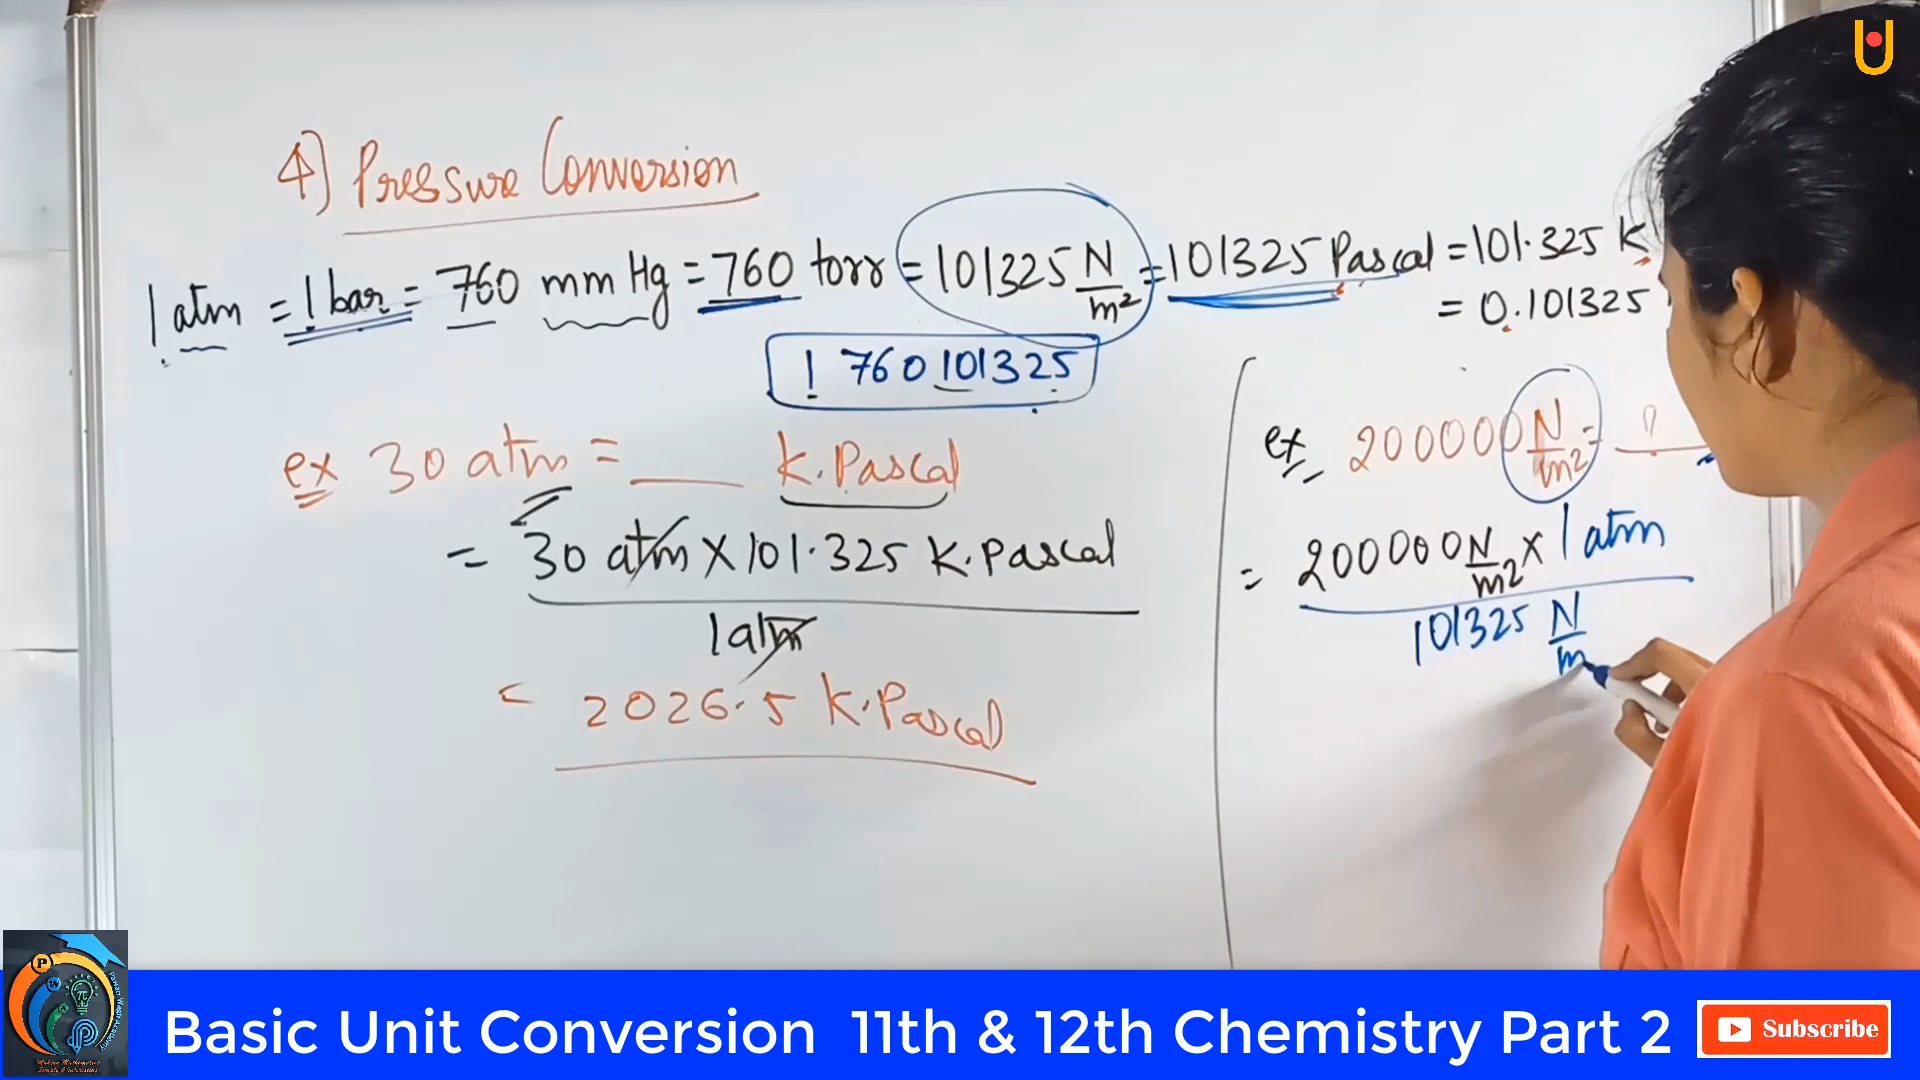 4) Pressure Conversion
1 atm = 1 bar = 760 mm Hg = 760 torr = 101325 N/m² = 101325 Pascal = 101.325 K
= 0.101325
1 760 101325
ex 30 atm = ___ K.Pascal
= 30 atm X 101.325 K.pascal
1 atm
= 2026.5 K.Pascal
ex 200000 N/m² = ?
= 200000 N/m² X 1 atm
101325 N/m
Basic Unit Conversion 11th & 12th Chemistry Part 2
Subscribe